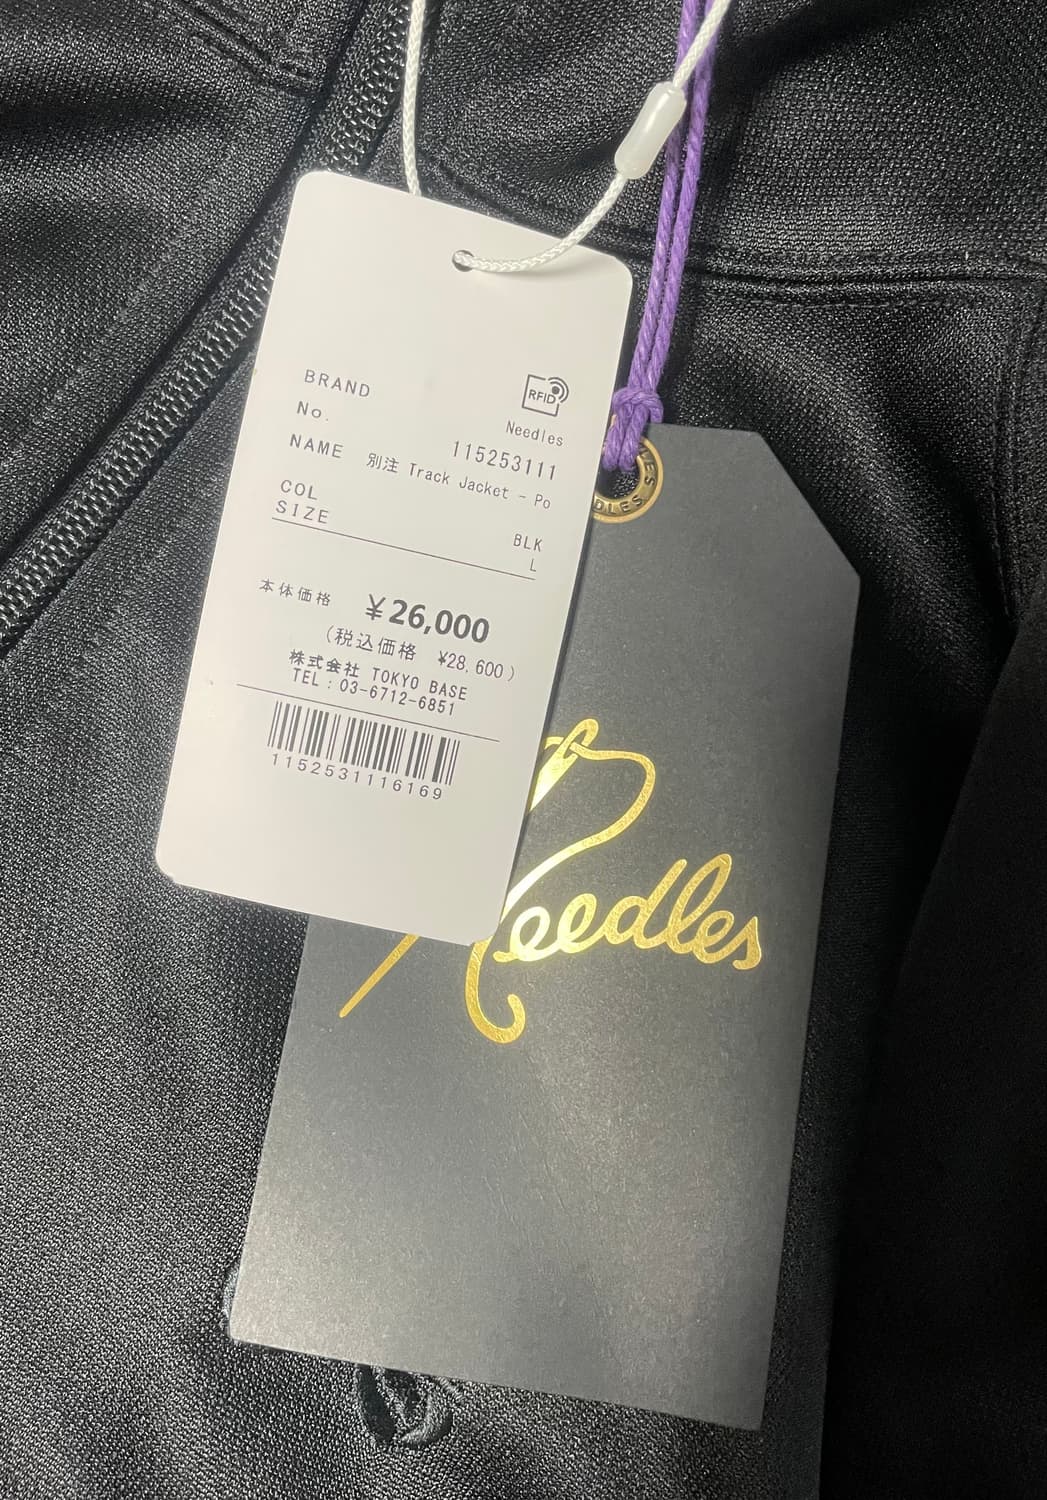 RFID
BRAND Needles
No. 115253111
NAME 別注 Track Jacket - Po
COL BLK
SIZE L
本体価格 ¥26,000
(税込価格 ¥28,600)
株式会社 TOKYO BASE
TEL:03-6712-6851
1152531116169
Needles